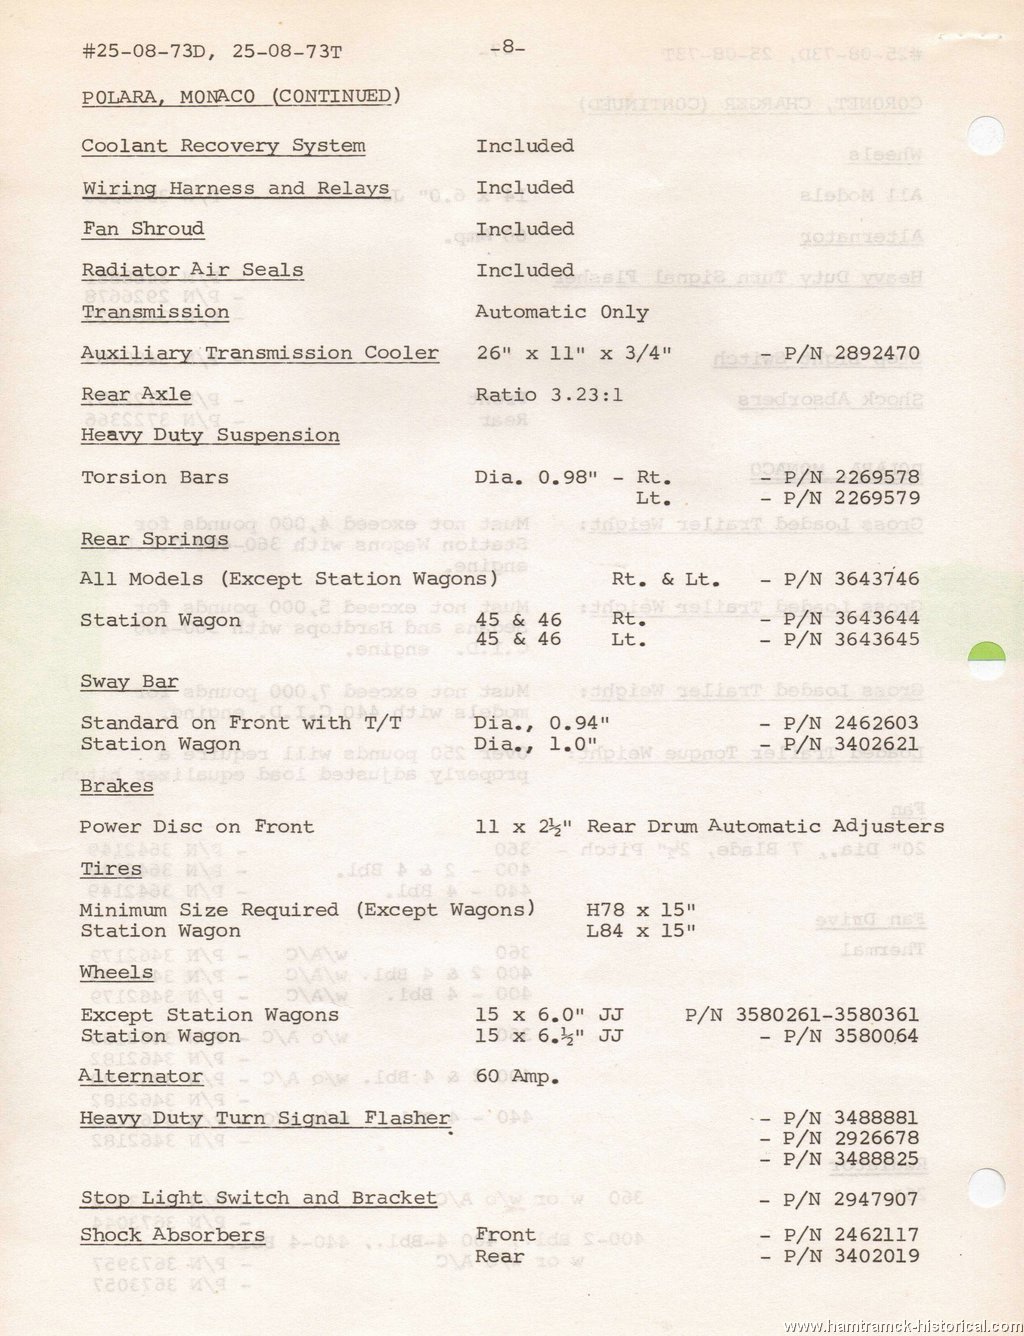 #25-08-73D, 25-08-73T -8-
POLARA, MONACO (CONTINUED)
Coolant Recovery System Included
Wiring Harness and Relays Included
Fan Shroud Included
Radiator Air Seals Included
Transmission Automatic Only
Auxiliary Transmission Cooler 26" x 11" x 3/4" - P/N 2892470
Rear Axle Ratio 3.23:1
Heavy Duty Suspension
Torsion Bars Dia. 0.98" - Rt. - P/N 2269578
Lt. - P/N 2269579
Rear Springs
All Models (Except Station Wagons) Rt. & Lt. - P/N 3643746
Station Wagon 45 & 46 Rt. - P/N 3643644
45 & 46 Lt. - P/N 3643645
Sway Bar
Standard on Front with T/T Dia., 0.94" - P/N 2462603
Station Wagon Dia., 1.0" - P/N 3402621
Brakes
Power Disc on Front 11 x 2½" Rear Drum Automatic Adjusters
Tires
Minimum Size Required (Except Wagons) H78 x 15"
Station Wagon L84 x 15"
Wheels
Except Station Wagons 15 x 6.0" JJ P/N 3580261-3580361
Station Wagon 15 x 6.½" JJ - P/N 3580064
Alternator 60 Amp.
Heavy Duty Turn Signal Flasher - P/N 3488881
- P/N 2926678
- P/N 3488825
Stop Light Switch and Bracket - P/N 2947907
Shock Absorbers Front - P/N 2462117
Rear - P/N 3402019
www.hamtramck-historical.com